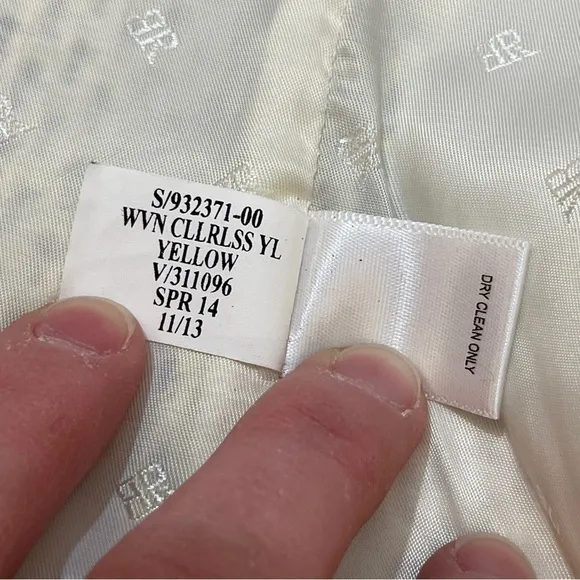 S/932371-00
WVN CLLRLSS YL
YELLOW
V/311096
SPR 14
11/13
DRY CLEAN ONLY